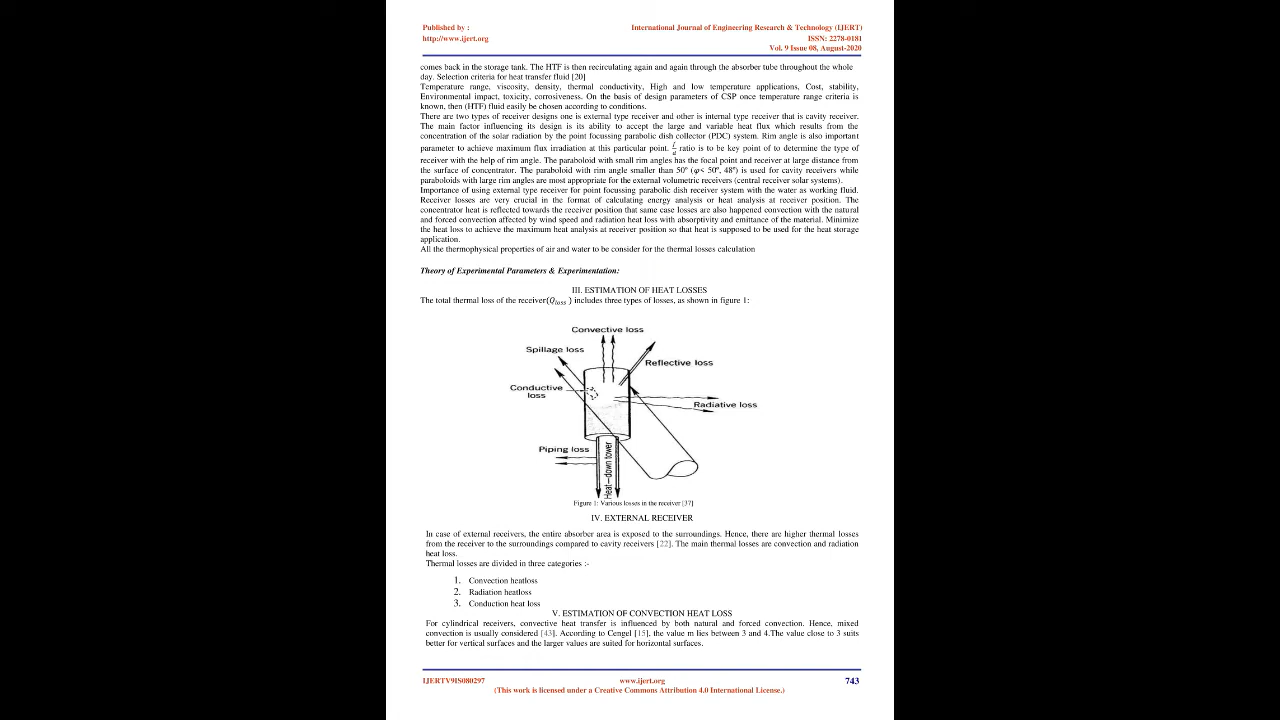 Published by :
International Journal of Engineering Research & Technology (IJERT)
http://www.ijert.org
ISSN: 2278-0181
Vol. 9 Issue 08, August-2020
comes back in the storage tank. The HTF is then recirculating again and again through the absorber tube throughout the whole
day. Selection criteria for heat transfer fluid [20]
Temperature range, viscosity, density, thermal conductivity, High and low temperature applications, Cost, stability,
Environmental impact, toxicity, corrosiveness. On the basis of design parameters of CSP once temperature range criteria is
known, then (HTF) fluid easily be chosen according to conditions.
There are two types of receiver designs one is external type receiver and other is internal type receiver that is cavity receiver.
The main factor influencing its design is its ability to accept the large and variable heat flux which results from the
concentration of the solar radiation by the point focussing parabolic dish collector (PDC) system. Rim angle is also important
parameter to achieve maximum flux irradiation at this particular point. f/d ratio is to be key point of to determine the type of
receiver with the help of rim angle. The paraboloid with small rim angles has the focal point and receiver at large distance from
the surface of concentrator. The paraboloid with rim angle smaller than 50° (φ< 50°, 48°) is used for cavity receivers while
paraboloids with large rim angles are most appropriate for the external volumetric receivers (central receiver solar systems).
Importance of using external type receiver for point focussing parabolic dish receiver system with the water as working fluid.
Receiver losses are very crucial in the format of calculating energy analysis or heat analysis at receiver position. The
concentrator heat is reflected towards the receiver position that same case losses are also happened convection with the natural
and forced convection affected by wind speed and radiation heat loss with absorptivity and emittance of the material. Minimize
the heat loss to achieve the maximum heat analysis at receiver position so that heat is supposed to be used for the heat storage
application.
All the thermophysical properties of air and water to be consider for the thermal losses calculation
Theory of Experimental Parameters & Experimentation:
III. ESTIMATION OF HEAT LOSSES
The total thermal loss of the receiver(Qloss ) includes three types of losses, as shown in figure 1:
Convective loss
Spillage loss
Reflective loss
Conductive
loss
Radiative loss
Piping loss
Heat-down tower
Figure 1: Various losses in the receiver [37]
IV. EXTERNAL RECEIVER
In case of external receivers, the entire absorber area is exposed to the surroundings. Hence, there are higher thermal losses
from the receiver to the surroundings compared to cavity receivers [22]. The main thermal losses are convection and radiation
heat loss.
Thermal losses are divided in three categories :-
1. Convection heatloss
2. Radiation heatloss
3. Conduction heat loss
V. ESTIMATION OF CONVECTION HEAT LOSS
For cylindrical receivers, convective heat transfer is influenced by both natural and forced convection. Hence, mixed
convection is usually considered [43]. According to Cengel [15], the value m lies between 3 and 4.The value close to 3 suits
better for vertical surfaces and the larger values are suited for horizontal surfaces.
IJERTV9IS080297
www.ijert.org
743
(This work is licensed under a Creative Commons Attribution 4.0 International License.)